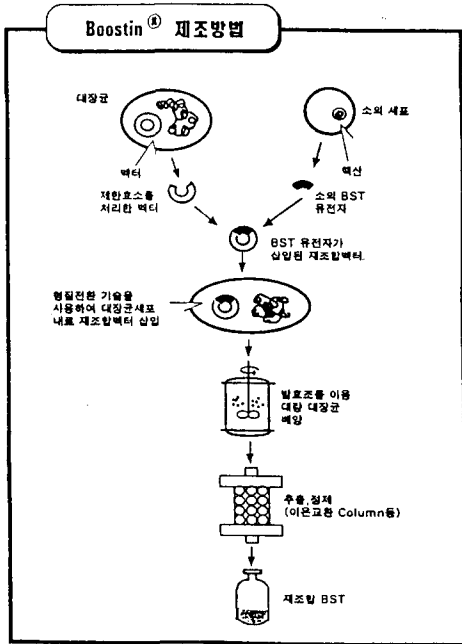 Boostin ® 제조방법
대장균
소의 세포
벡터
핵산
제한효소를
처리한 벡터
소의 BST
유전자
BST 유전자가
삽입된 재조합벡터.
형질전환 기술을
사용하여 대장균세포
내로 재조합벡터 삽입
발효조를 이용
대량 대장균
배양
추출,정제
(이온교환 Column등)
재조합 BST